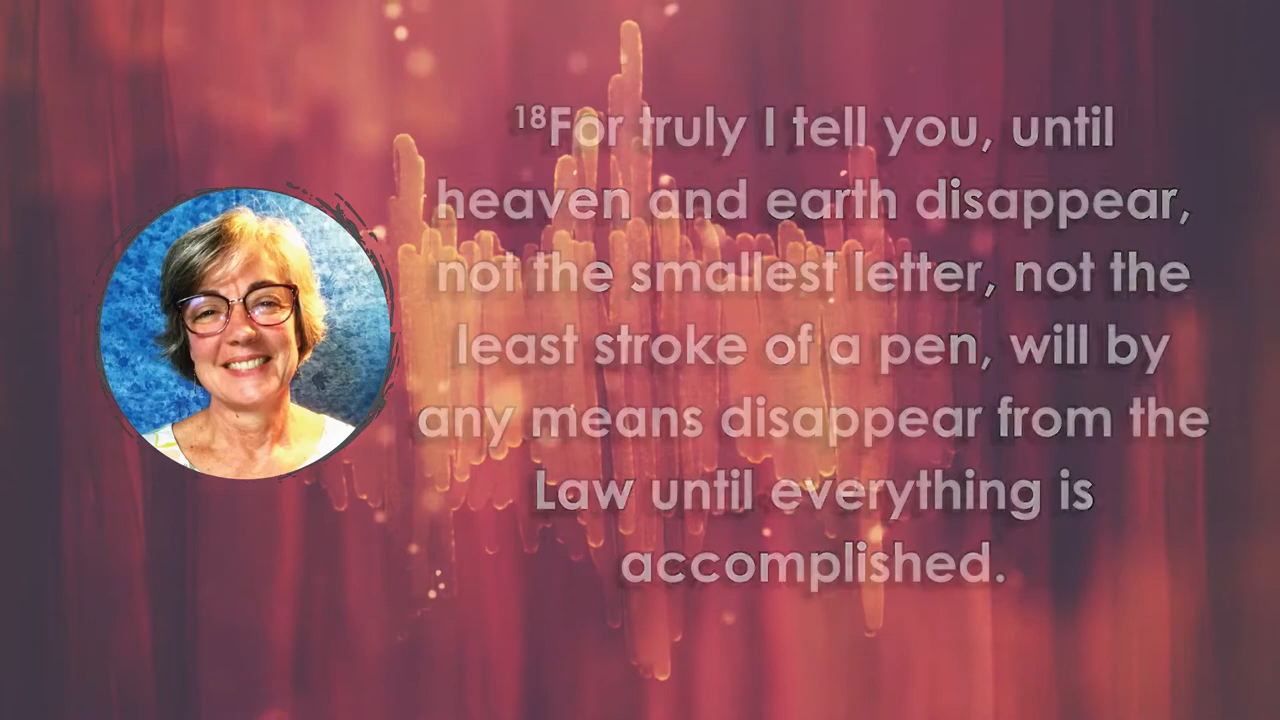 ¹⁸For truly I tell you, until
heaven and earth disappear,
not the smallest letter, not the
least stroke of a pen, will by
any means disappear from the
Law until everything is
accomplished.